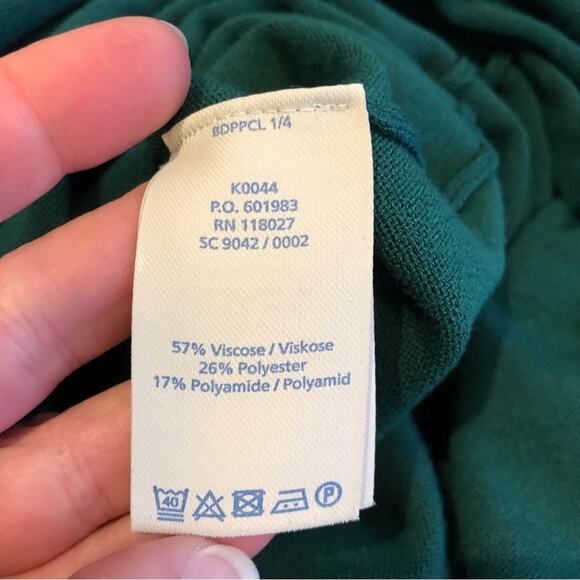 BDPPCL 1/4
K0044
P.O. 601983
RN 118027
SC 9042 / 0002
57% Viscose / Viskose
26% Polyester
17% Polyamide / Polyamid
40 P